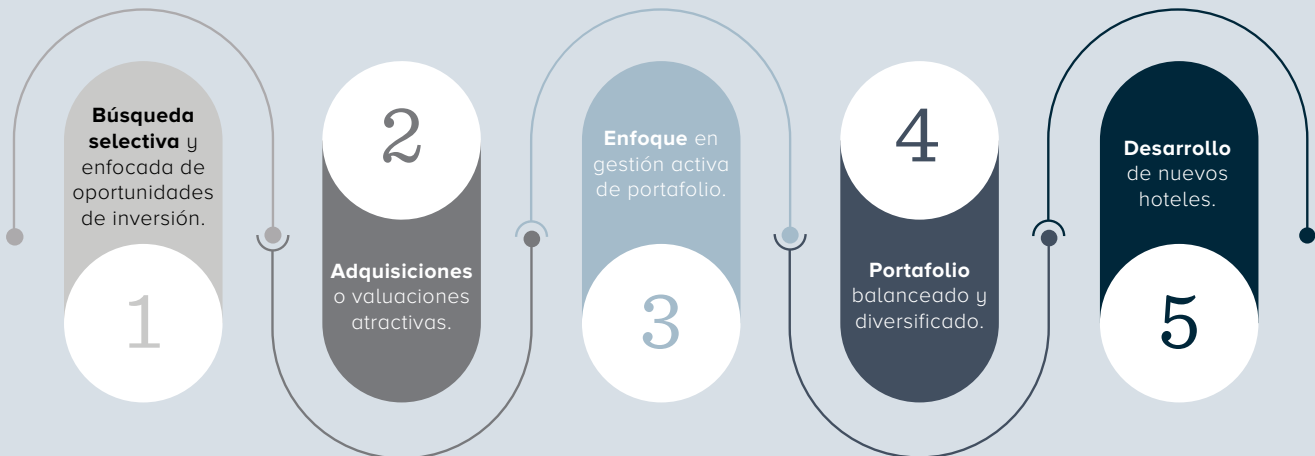 Búsqueda
selectiva y
enfocada de
oportunidades
de inversión.
1
2
Adquisiciones
o valuaciones
atractivas.
Enfoque en
gestión activa
de portafolio.
3
4
Portafolio
balanceado y
diversificado.
Desarrollo
de nuevos
hoteles.
5